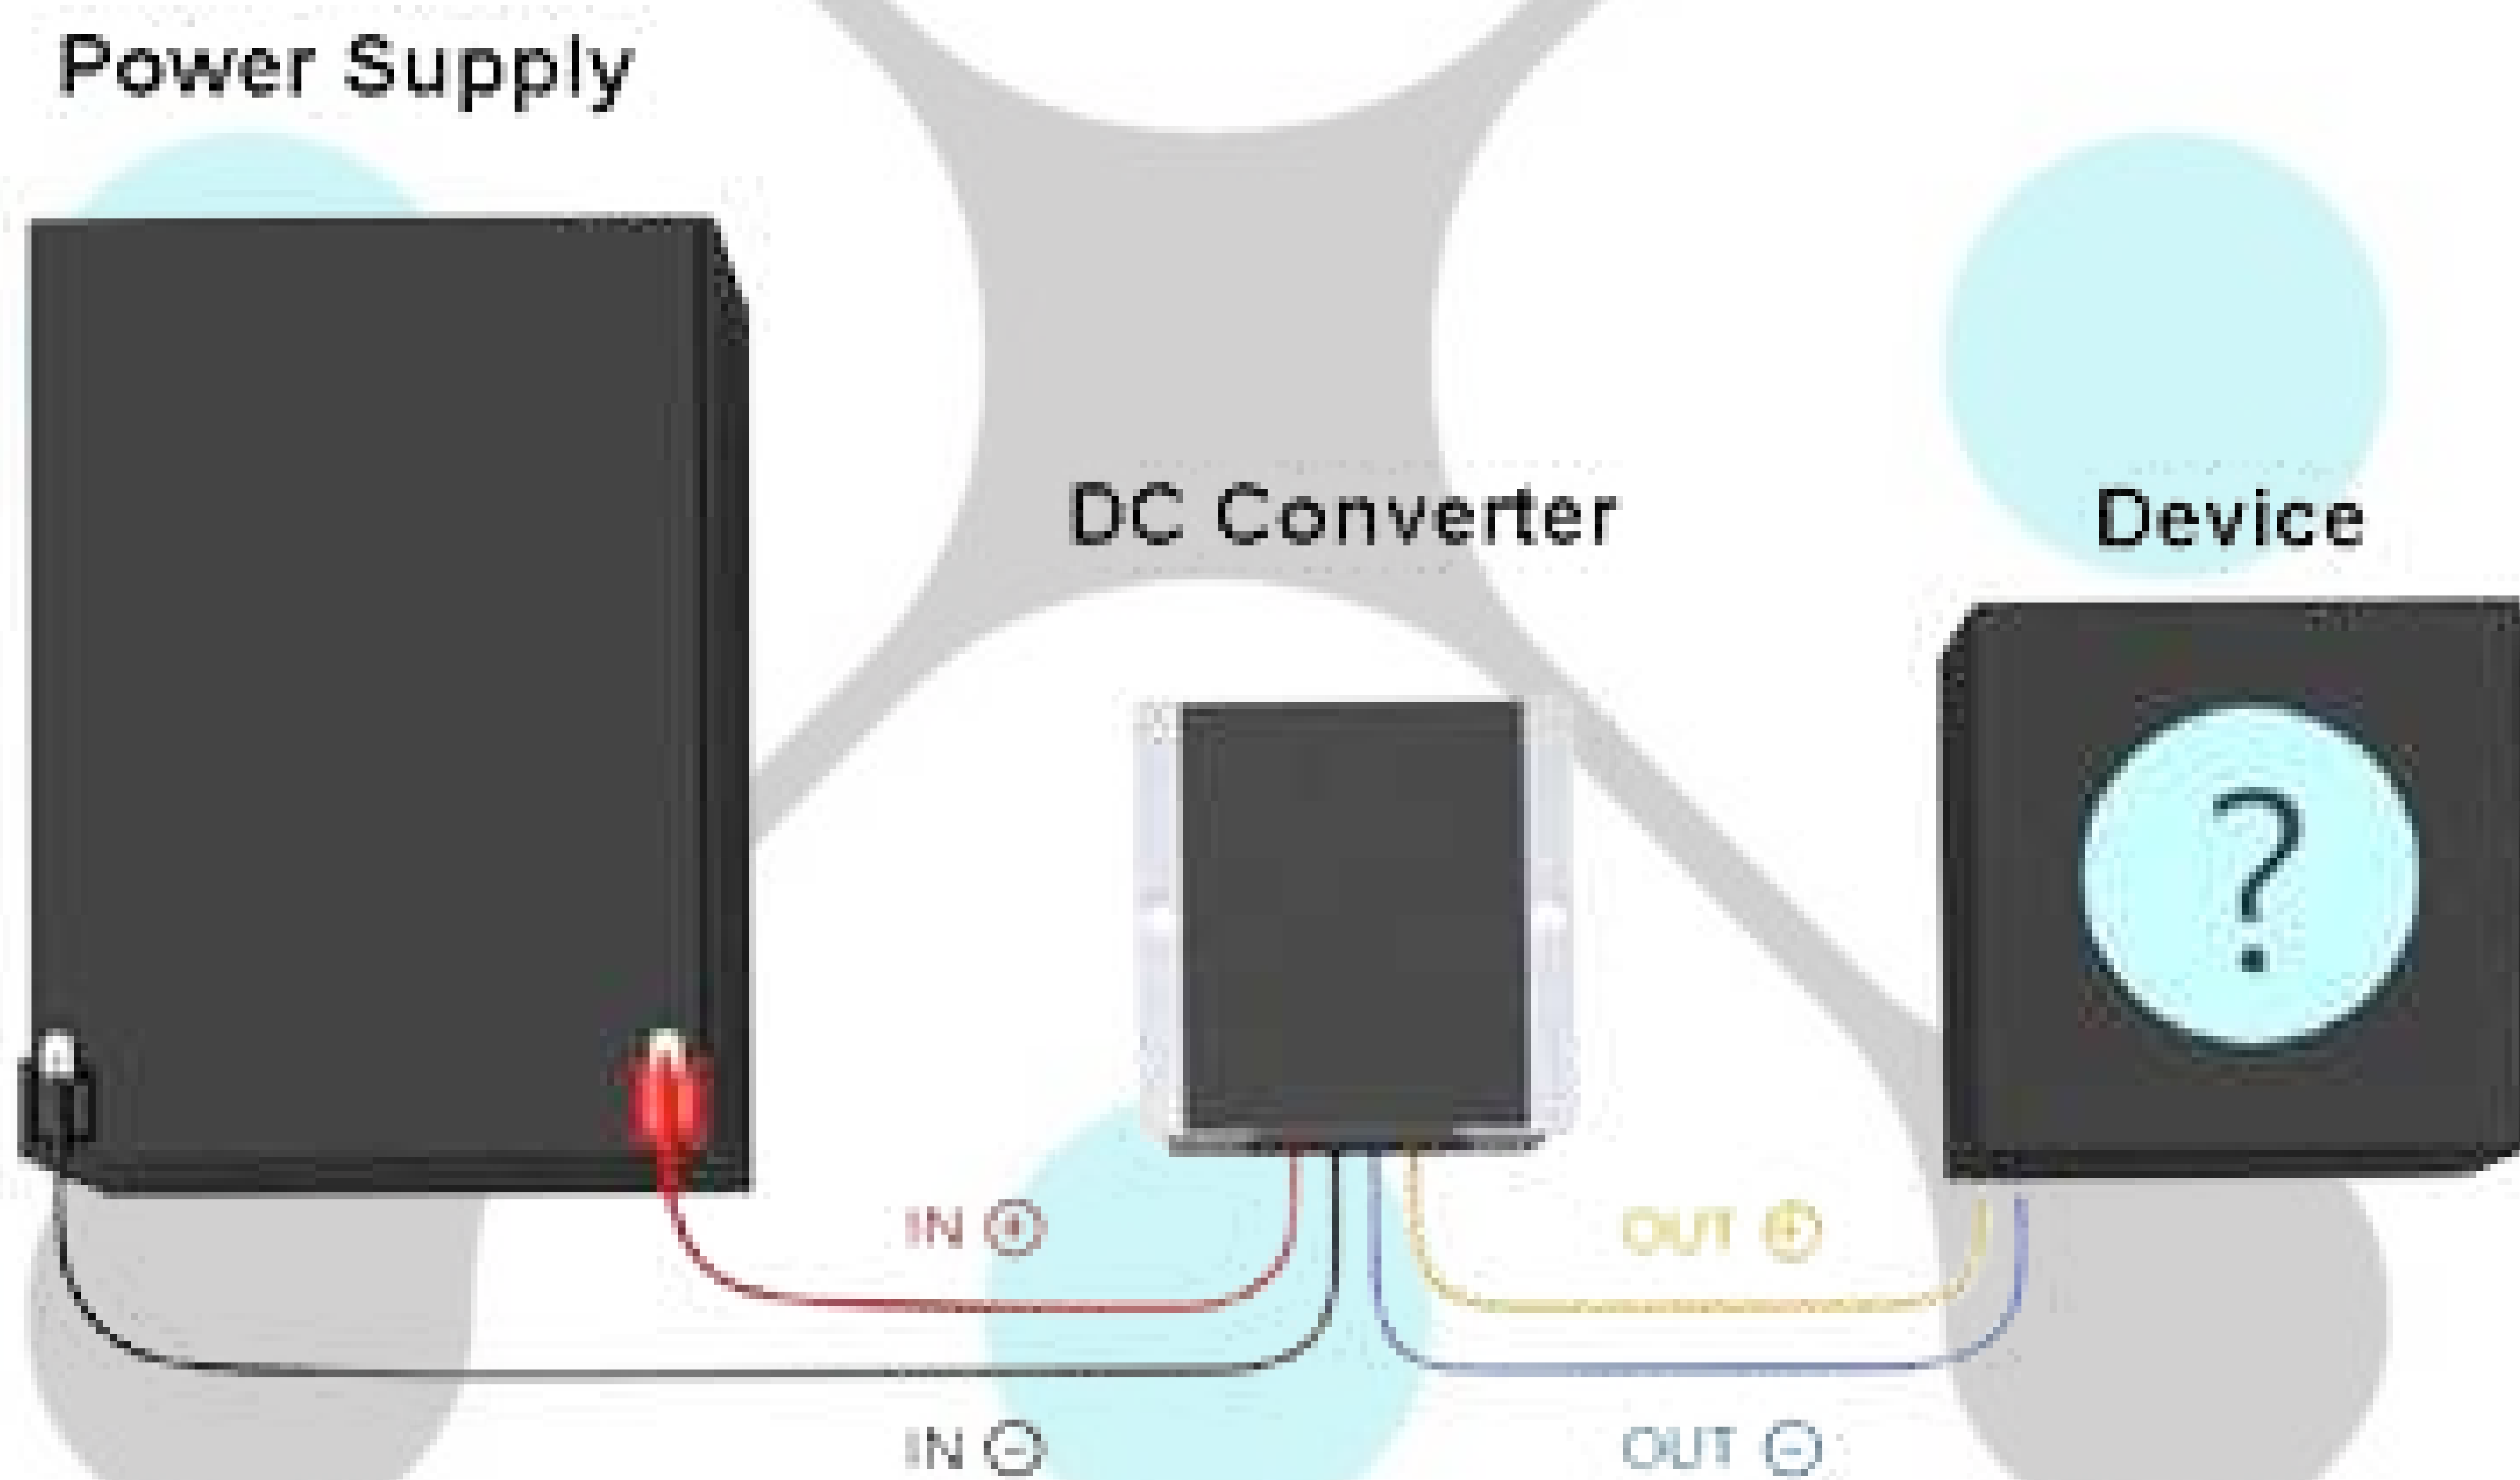 Power Supply
DC Converter
Device
?
IN +
OUT +
IN -
OUT -